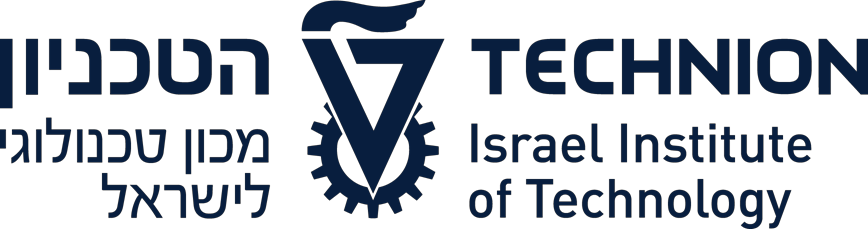 הטכניון
מכון טכנולוגי
לישראל
TECHNION
Israel Institute
of Technology